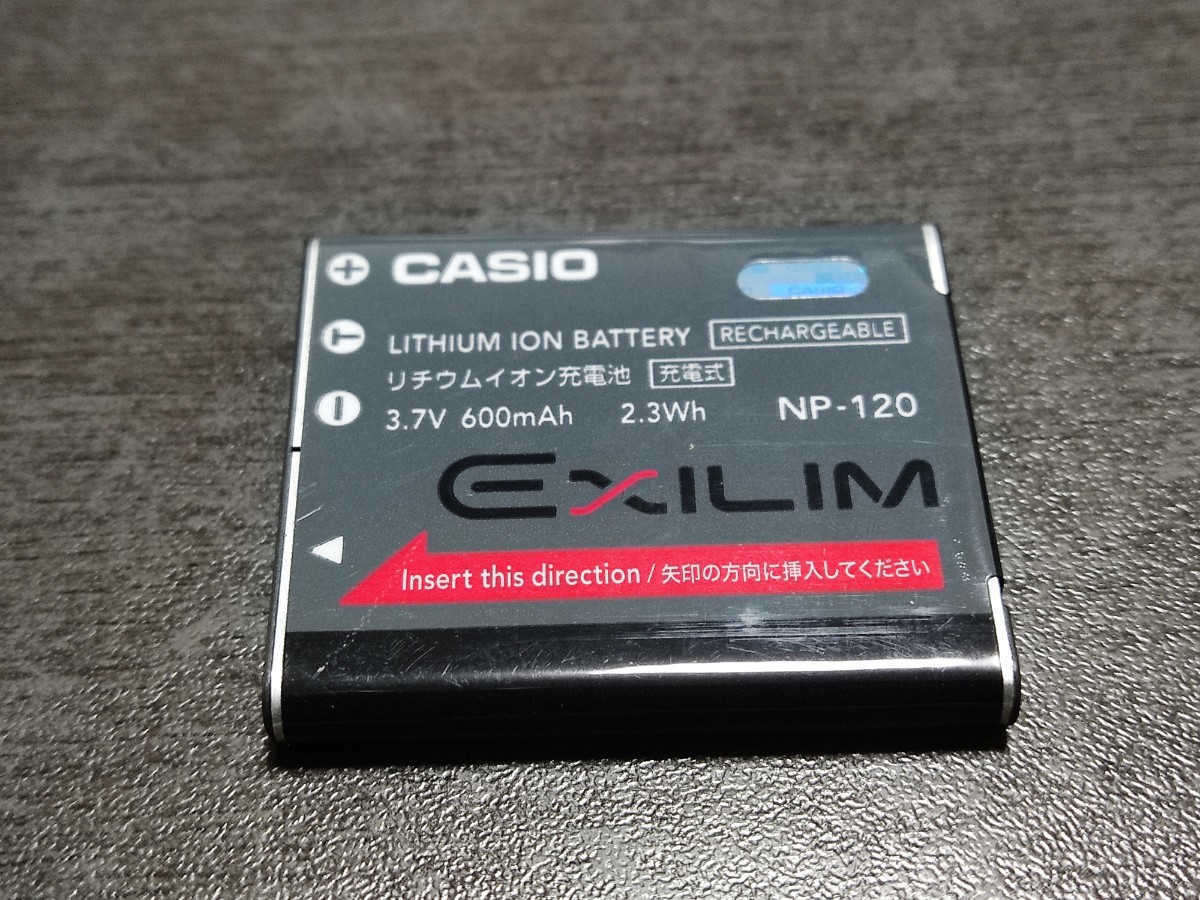 CASIO
CASIO
LITHIUM ION BATTERY RECHARGEABLE
リチウムイオン充電池 充電式
3.7V 600mAh 2.3Wh NP-120
EXILIM
Insert this direction / 矢印の方向に挿入してください